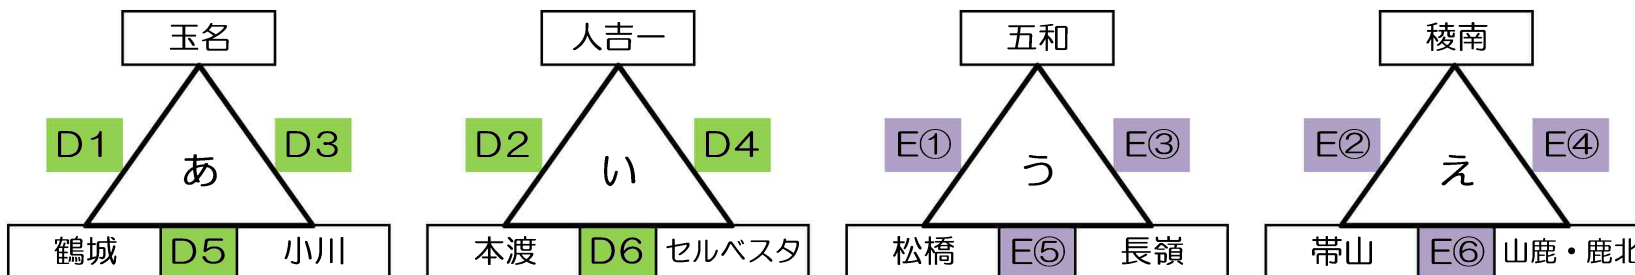 玉名 人吉一 五和 稜南
D1 D3 D2 D4 E① E③ E② E④
あ い う え
鶴城 D5 小川 本渡 D6 セルベスタ 松橋 E⑤ 長嶺 帯山 E⑥ 山鹿・鹿北